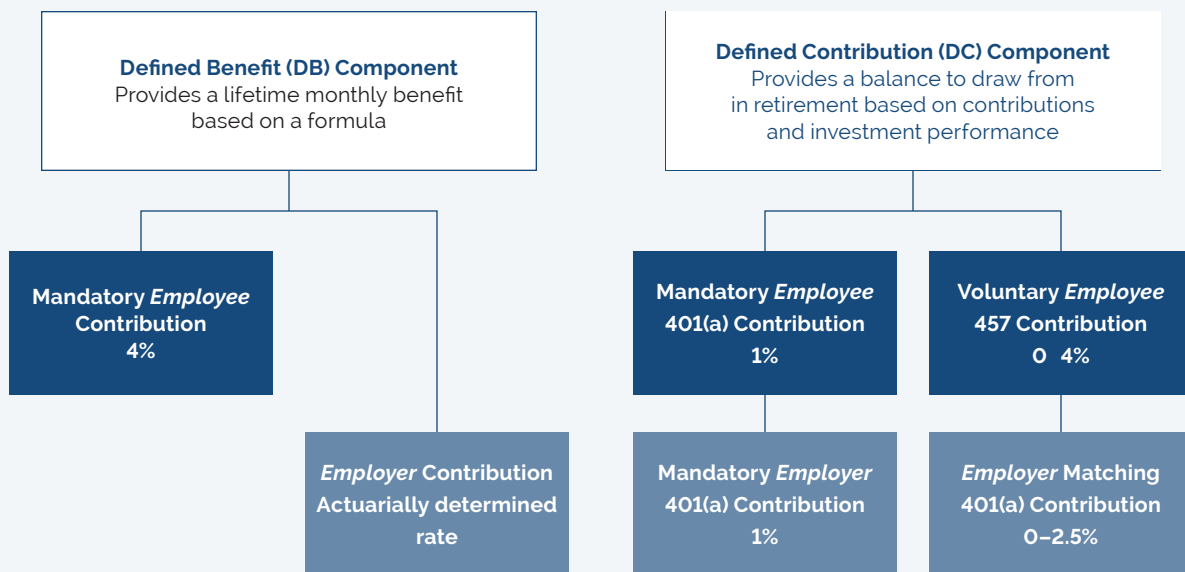 Defined Benefit (DB) Component
Provides a lifetime monthly benefit
based on a formula
Defined Contribution (DC) Component
Provides a balance to draw from
in retirement based on contributions
and investment performance
Mandatory Employee
Contribution
4%
Mandatory Employee
401(a) Contribution
1%
Voluntary Employee
457 Contribution
0 4%
Employer Contribution
Actuarially determined
rate
Mandatory Employer
401(a) Contribution
1%
Employer Matching
401(a) Contribution
0–2.5%